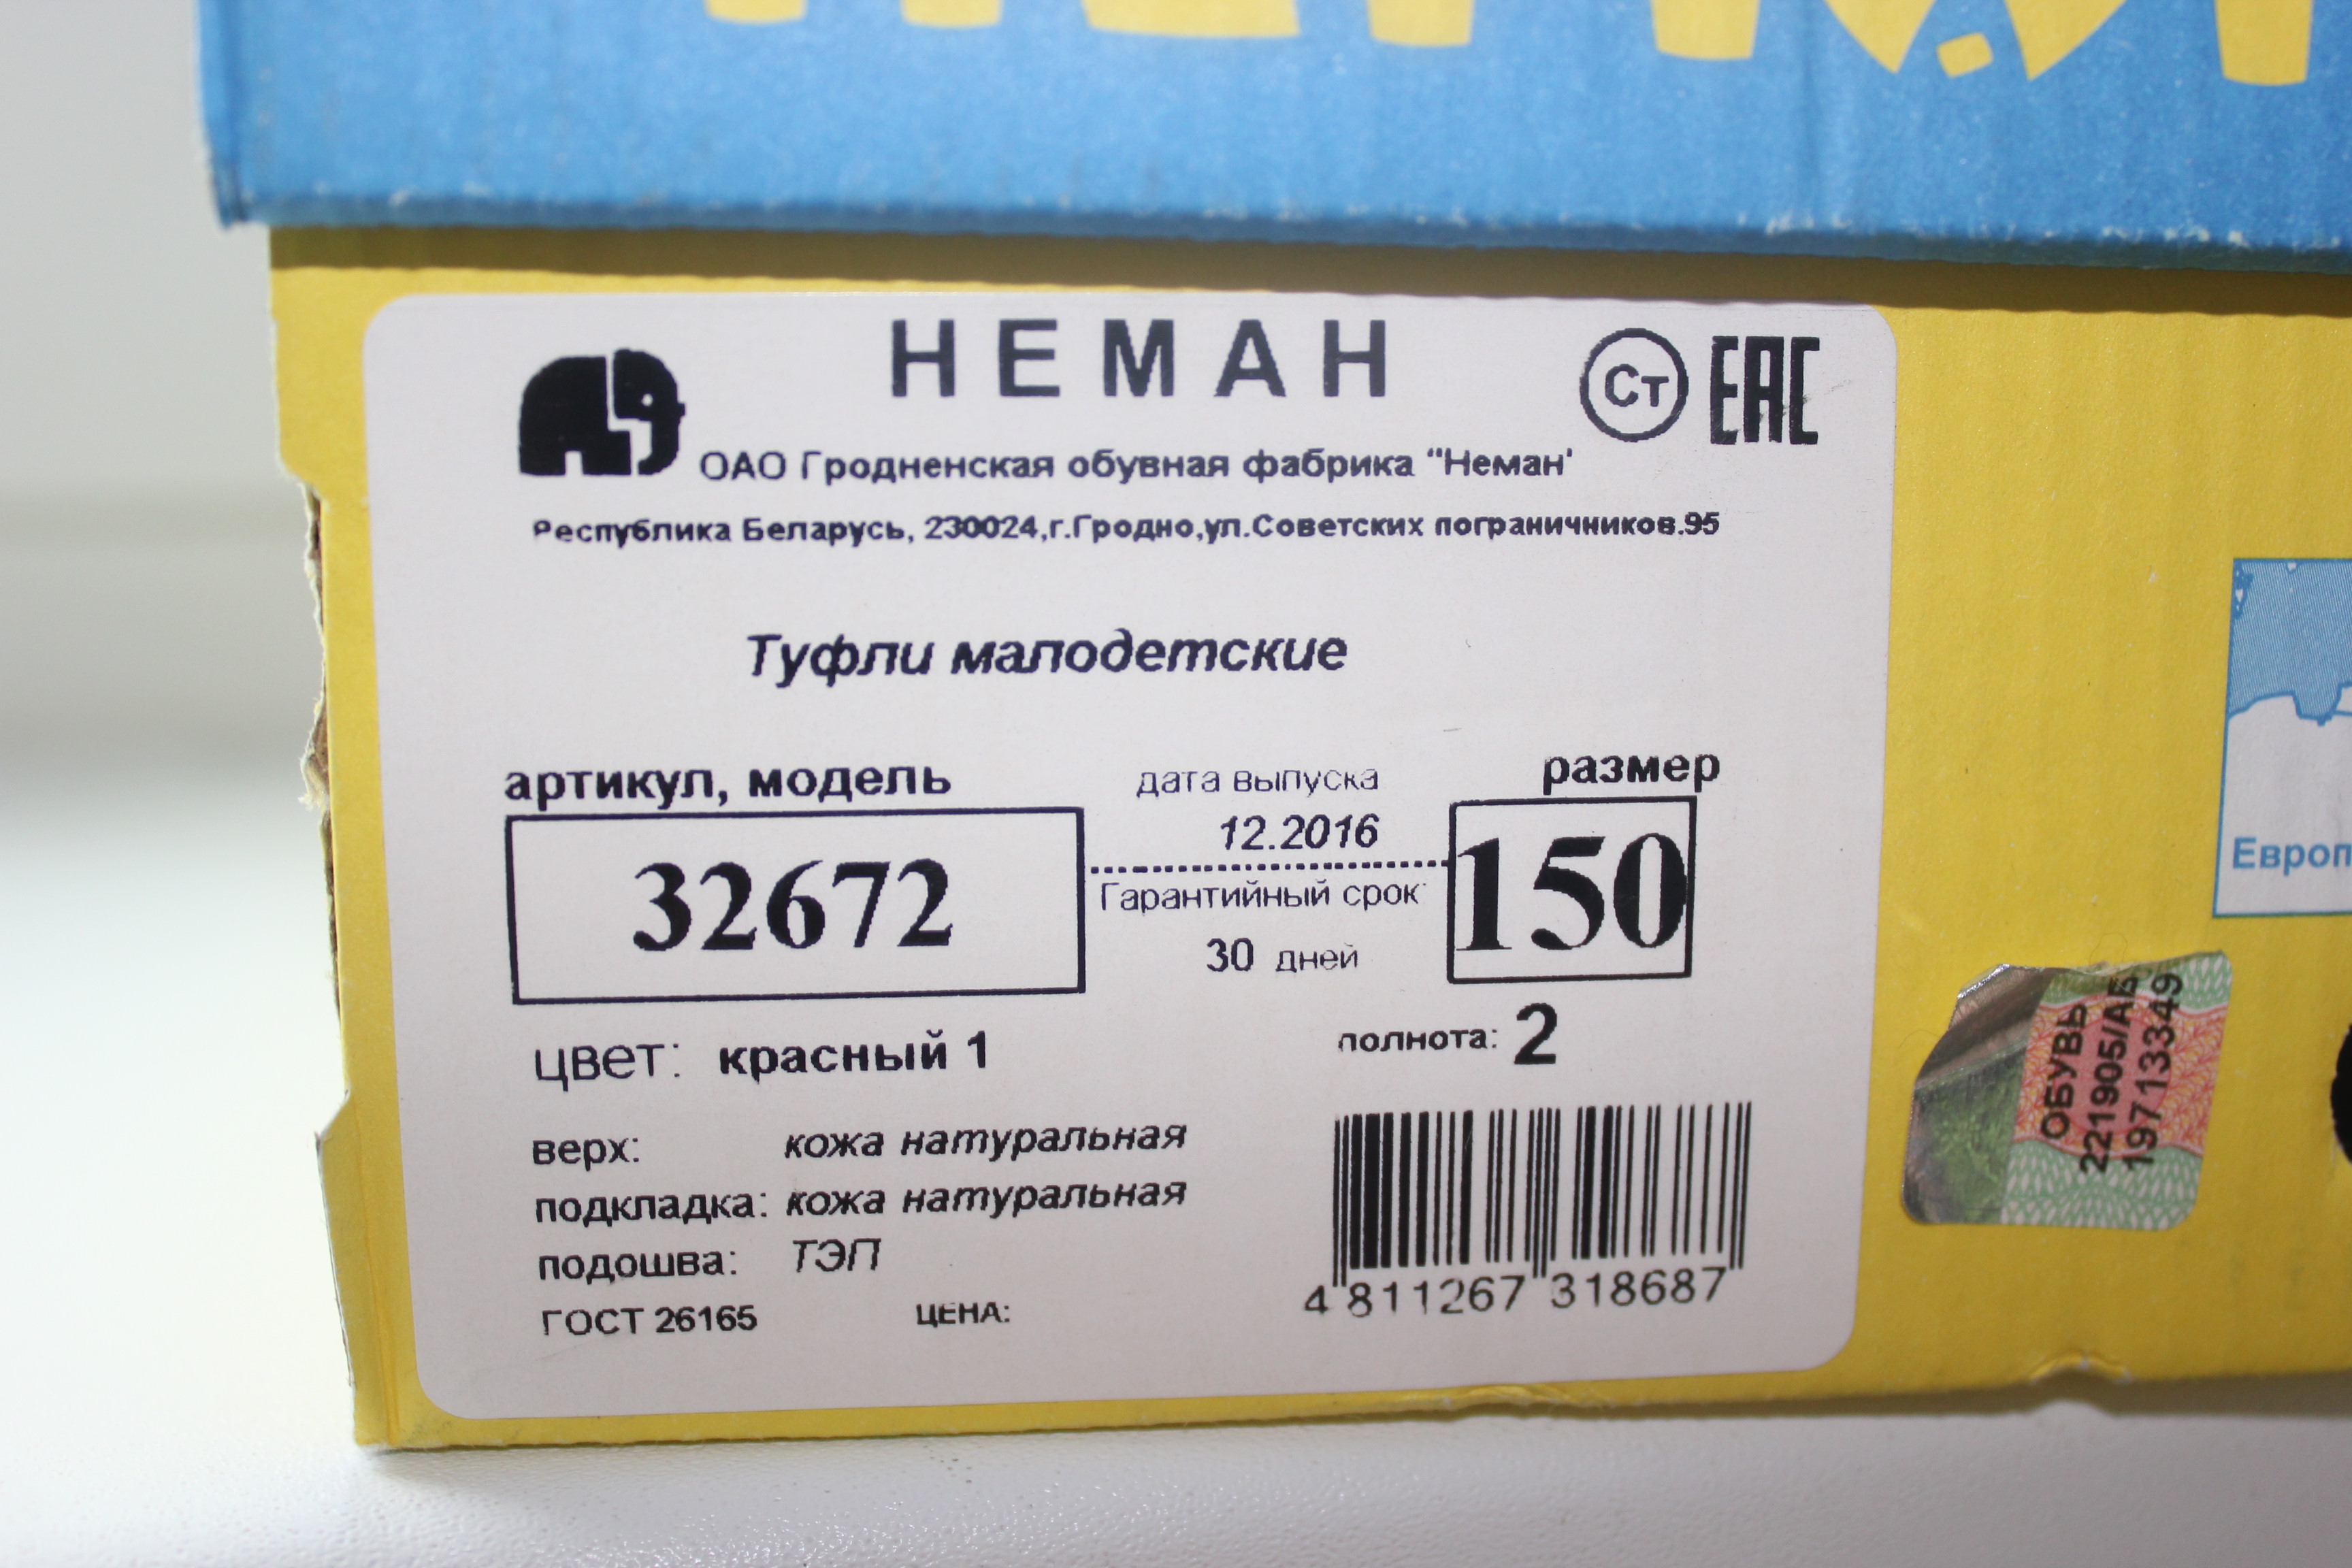 НЕМАН
Ст EAC
ОАО Гродненская обувная фабрика "Неман'
Республика Беларусь, 230024,г.Гродно,ул.Советских пограничников.95
Туфли малодетские
артикул, модель
32672
дата выпуска
12.2016
Гарантийный срок:
30 дней
размер
150
цвет: красный 1
полнота: 2
верх: кожа натуральная
подкладка: кожа натуральная
подошва: ТЭП
ГОСТ 26165 ЦЕНА:
4 811267 318687
ОБУВЬ
221905/АБ
19713349